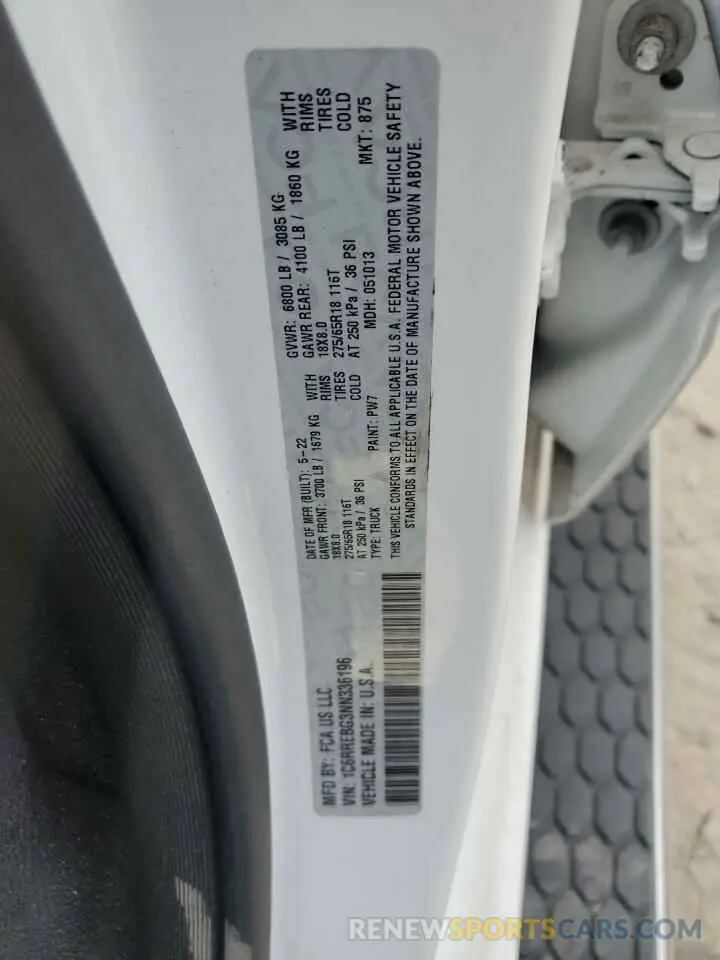 MFD BY: FCA US LLC
VIN: 1C6RREBG3NN336196
VEHICLE MADE IN: U.S.A.
DATE OF MFR (BUILT): 5-22
GAWR FRONT: 3700 LB / 1679 KG WITH
18X8.0 RIMS
275/65R18 116T TIRES
AT 250 kPa / 36 PSI COLD
TYPE: TRUCK PAINT: PW7
GVWR: 6800 LB / 3085 KG
GAWR REAR: 4100 LB / 1860 KG WITH
18X8.0 RIMS
275/65R18 116T TIRES
AT 250 kPa / 36 PSI COLD
MDH: 051013 MKT: 875
THIS VEHICLE CONFORMS TO ALL APPLICABLE U.S.A. FEDERAL MOTOR VEHICLE SAFETY
STANDARDS IN EFFECT ON THE DATE OF MANUFACTURE SHOWN ABOVE.
RENEWSPORTSCARS.COM